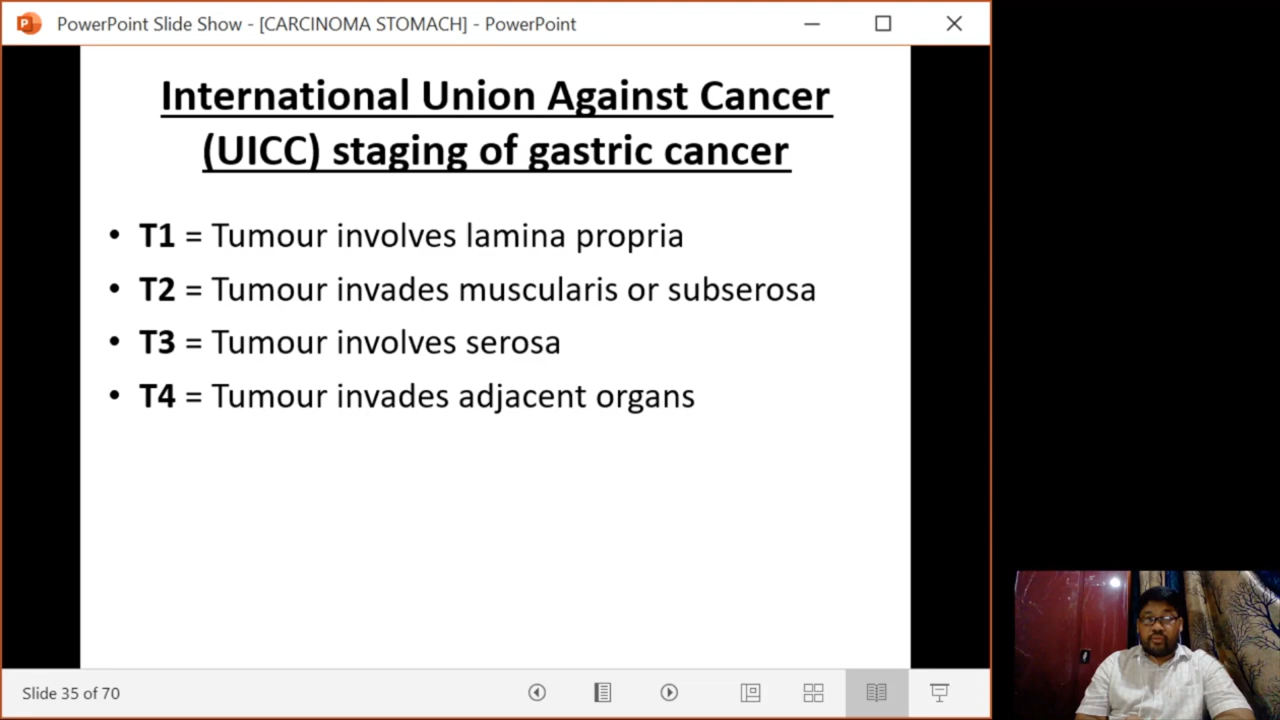 PowerPoint Slide Show - [CARCINOMA STOMACH] - PowerPoint
International Union Against Cancer
(UICC) staging of gastric cancer
• T1 = Tumour involves lamina propria
• T2 = Tumour invades muscularis or subserosa
• T3 = Tumour involves serosa
• T4 = Tumour invades adjacent organs
Slide 35 of 70